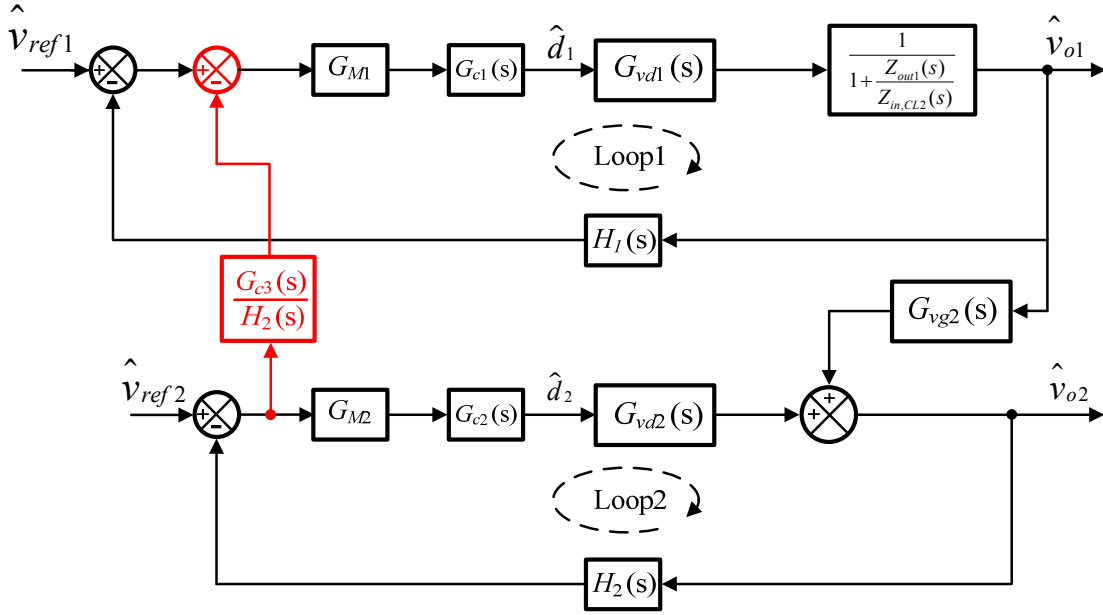 v̂ref1
+
-
+
-
GM1
Gc1(s)
d̂1
Gvd1(s)
1
1+ Zout1(s)
Zin,CL2(s)
v̂o1
Loop1
H1(s)
Gc3(s)
H2(s)
Gvg2(s)
v̂ref2
+
-
GM2
Gc2(s)
d̂2
Gvd2(s)
+
+
v̂o2
Loop2
H2(s)